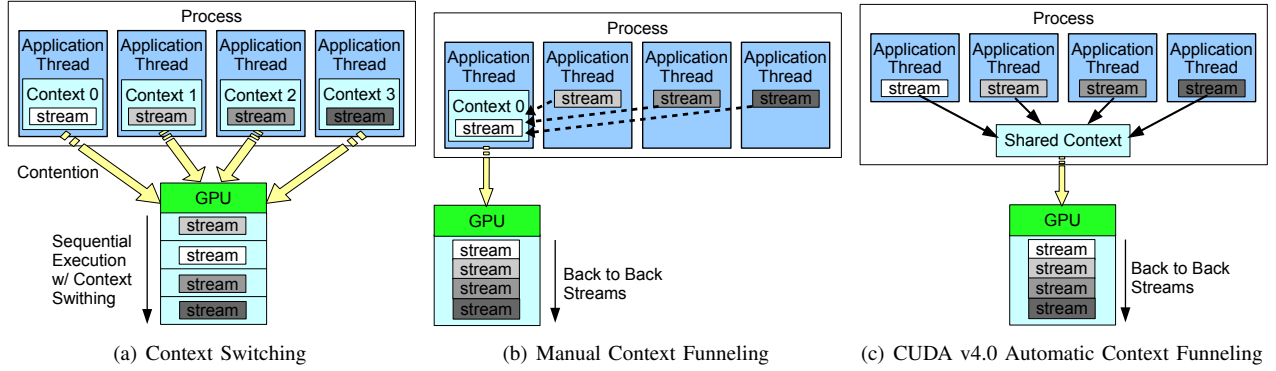 Process
Application
Thread
Context 0
stream
Application
Thread
Context 1
stream
Application
Thread
Context 2
stream
Application
Thread
Context 3
stream
Contention
GPU
stream
stream
stream
stream
Sequential
Execution
w/ Context
Swithing
(a) Context Switching
Process
Application
Thread
Context 0
stream
Application
Thread
stream
Application
Thread
stream
Application
Thread
stream
GPU
stream
stream
stream
stream
Back to Back
Streams
(b) Manual Context Funneling
Process
Application
Thread
stream
Application
Thread
stream
Application
Thread
stream
Application
Thread
stream
Shared Context
GPU
stream
stream
stream
stream
Back to Back
Streams
(c) CUDA v4.0 Automatic Context Funneling